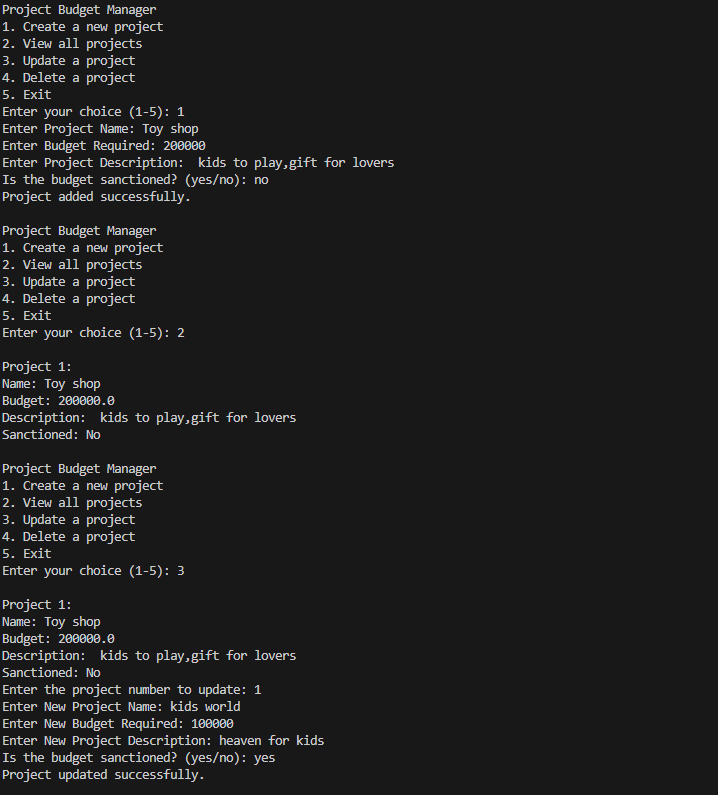 Project Budget Manager
1. Create a new project
2. View all projects
3. Update a project
4. Delete a project
5. Exit
Enter your choice (1-5): 1
Enter Project Name: Toy shop
Enter Budget Required: 200000
Enter Project Description:  kids to play,gift for lovers
Is the budget sanctioned? (yes/no): no
Project added successfully.

Project Budget Manager
1. Create a new project
2. View all projects
3. Update a project
4. Delete a project
5. Exit
Enter your choice (1-5): 2

Project 1:
Name: Toy shop
Budget: 200000.0
Description:  kids to play,gift for lovers
Sanctioned: No

Project Budget Manager
1. Create a new project
2. View all projects
3. Update a project
4. Delete a project
5. Exit
Enter your choice (1-5): 3

Project 1:
Name: Toy shop
Budget: 200000.0
Description:  kids to play,gift for lovers
Sanctioned: No
Enter the project number to update: 1
Enter New Project Name: kids world
Enter New Budget Required: 100000
Enter New Project Description: heaven for kids
Is the budget sanctioned? (yes/no): yes
Project updated successfully.